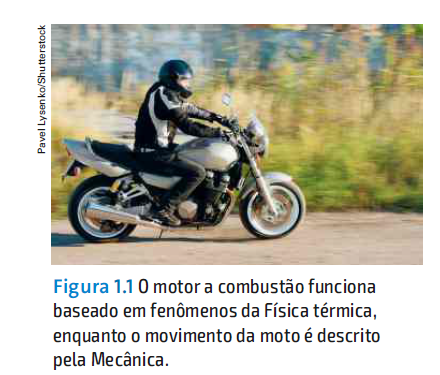 Pavel Lysenko/Shutterstock
Figura 1.1 O motor a combustão funciona
baseado em fenômenos da Física térmica,
enquanto o movimento da moto é descrito
pela Mecânica.